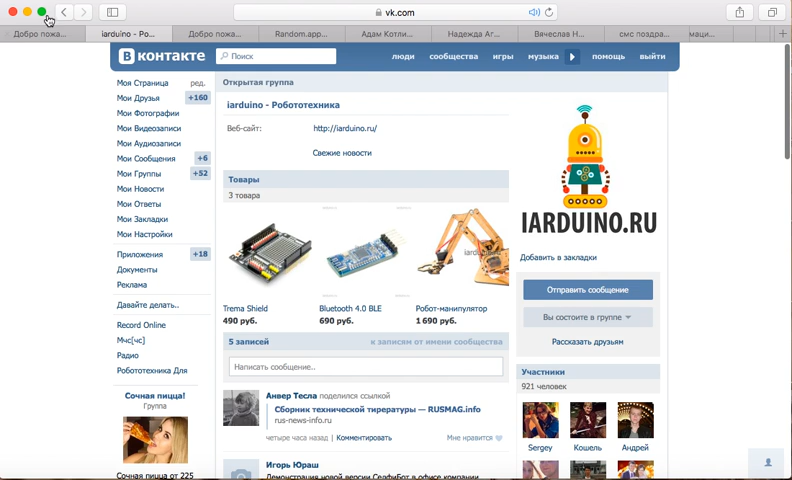 vk.com
Добро пожа...
iarduino - Ро...
Добро пожа...
Random.app...
Адам Котли...
Надежда Аг...
Вячеслав Н...
смс поздра...
маци...
В контакте
Поиск
люди
сообщества
игры
музыка
помощь
выйти
Моя Страница
ред.
Мои Друзья
+160
Мои Фотографии
Мои Видеозаписи
Мои Аудиозаписи
Мои Сообщения
+6
Мои Группы
+52
Мои Новости
Мои Ответы
Мои Закладки
Мои Настройки
Приложения
+18
Документы
Реклама
Давайте делать..
Record Online
Мчс[чс]
Радио
Робототехника Для
Сочная пицца!
Группа
Сочная пицца от 225
Открытая группа
iarduino - Робототехника
Веб-сайт:
http://iarduino.ru/
Свежие новости
Товары
3 товара
Trema Shield
490 руб.
Bluetooth 4.0 BLE
690 руб.
Робот-манипулятор
1 690 руб.
5 записей
к записям от имени сообщества
Написать сообщение..
Анвер Тесла поделился ссылкой
Сборник технической тирературы — RUSMAG.info
rus-news-info.ru
четыре часа назад | Комментировать
Мне нравится
Игорь Юраш
Демонстрация новой версии СелфиБот в офисе компании
IARDUINO.RU
Добавить в закладки
Отправить сообщение
Вы состоите в группе
Рассказать друзьям
Участники
921 человек
Sergey
Кошель
Андрей